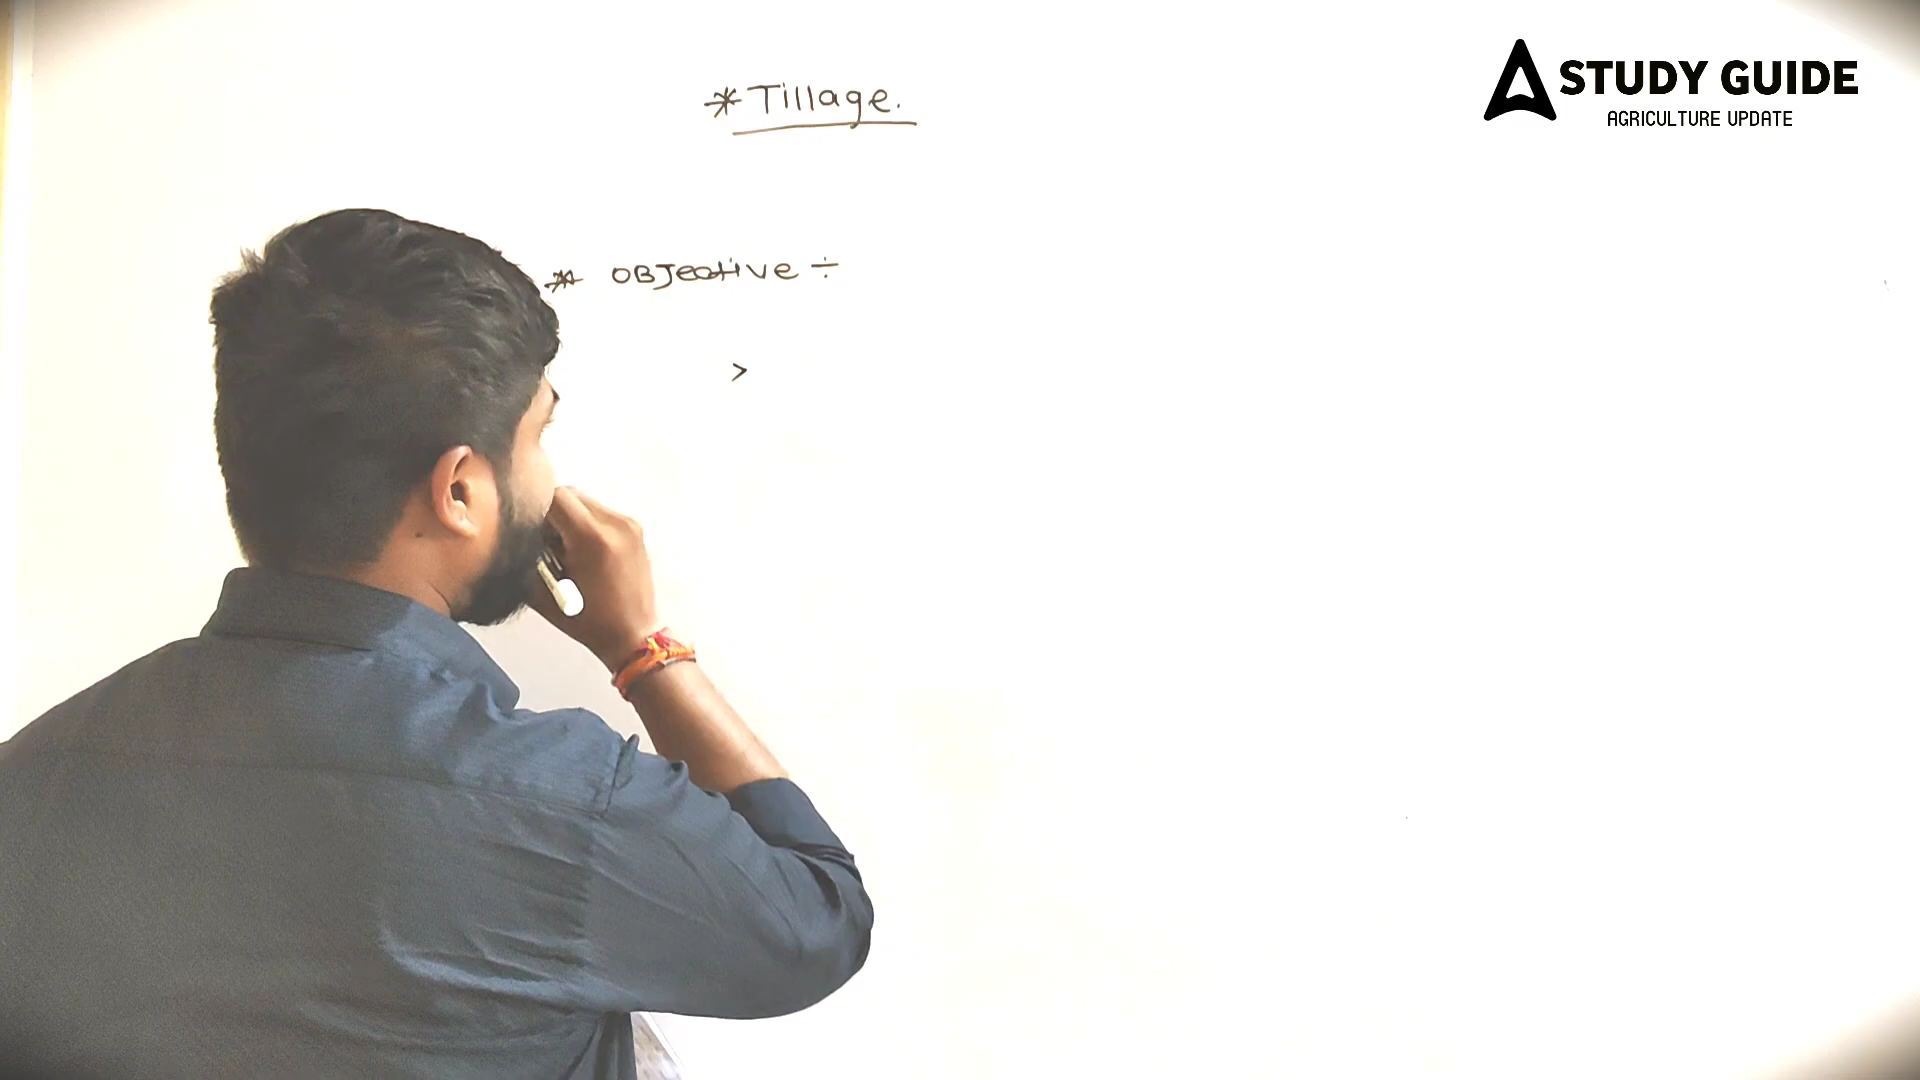 * Tillage.
A STUDY GUIDE
AGRICULTURE UPDATE
* OBJective ÷
>